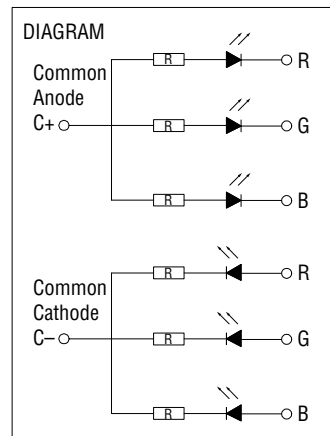 DIAGRAM
R R
Common
Anode
C+ R G
R B
R R
Common
Cathode
C– R G
R B